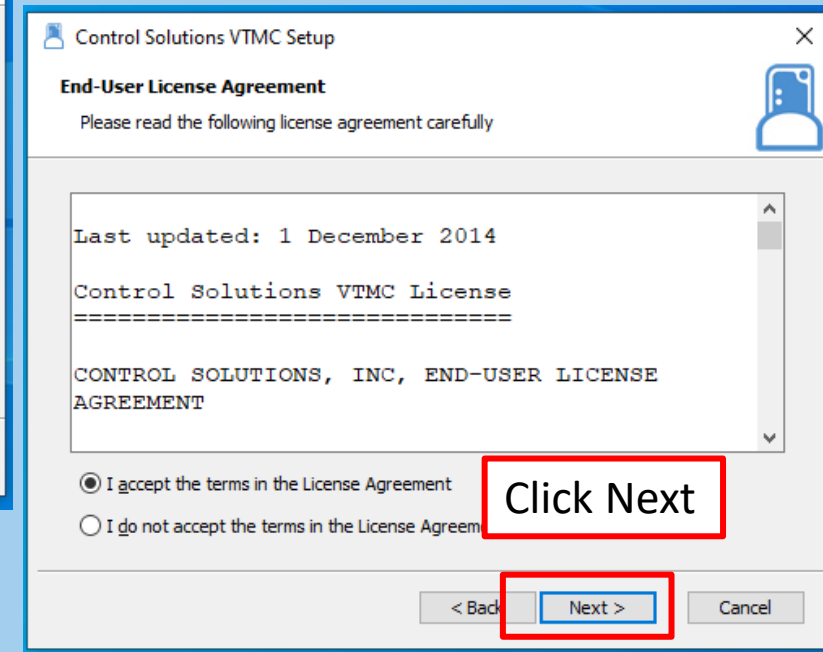 Control Solutions VTMC Setup
End-User License Agreement
Please read the following license agreement carefully
Last updated: 1 December 2014
Control Solutions VTMC License
==============================
CONTROL SOLUTIONS, INC, END-USER LICENSE
AGREEMENT
I accept the terms in the License Agreement
Click Next
I do not accept the terms in the License Agreem
< Back
Next >
Cancel